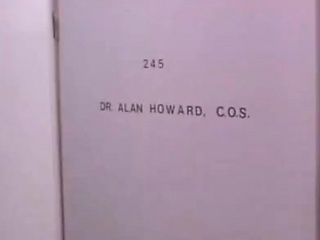 245
DR. ALAN HOWARD, C.O.S.